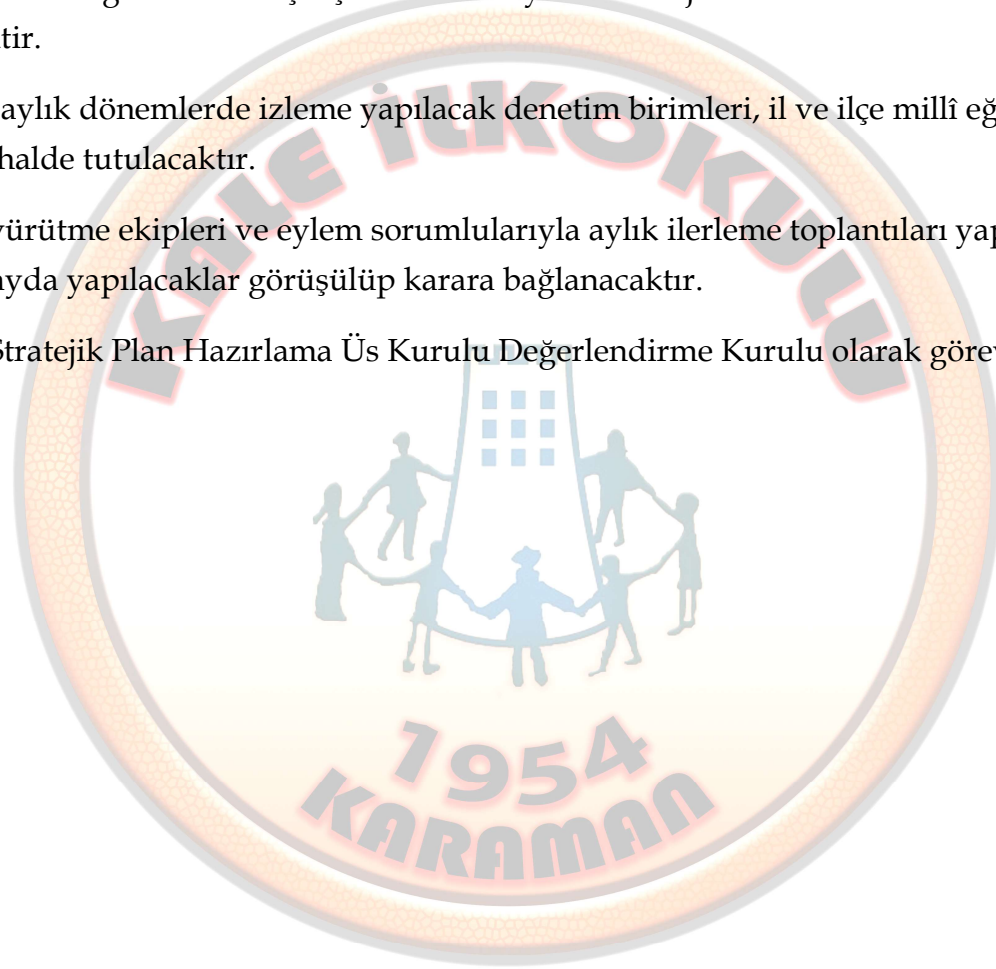 tir.
aylık dönemlerde izleme yapılacak denetim birimleri, il ve ilçe millî eğ
halde tutulacaktır.
yürütme ekipleri ve eylem sorumlularıyla aylık ilerleme toplantıları yap
yda yapılacaklar görüşülüp karara bağlanacaktır.
Stratejik Plan Hazırlama Üs Kurulu Değerlendirme Kurulu olarak görev
KALE İLKOKULU
1954
KARAMAN